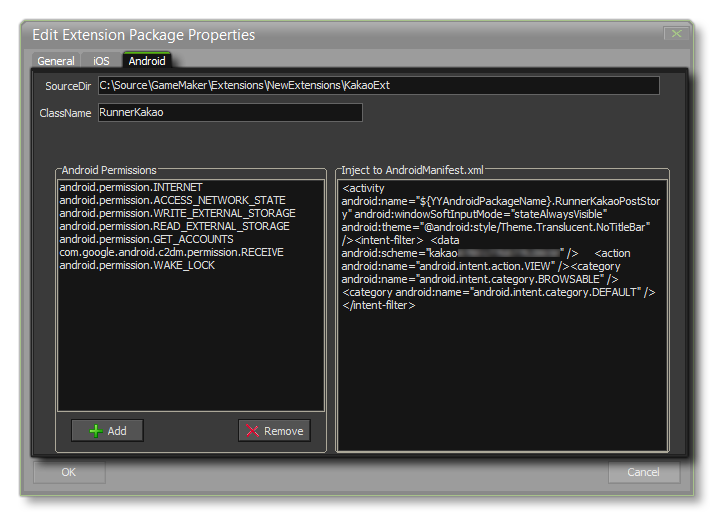 Edit Extension Package Properties
General iOS Android
SourceDir C:\Source\GameMaker\Extensions\NewExtensions\KakaoExt
ClassName RunnerKakao
Android Permissions
android.permission.INTERNET
android.permission.ACCESS_NETWORK_STATE
android.permission.WRITE_EXTERNAL_STORAGE
android.permission.READ_EXTERNAL_STORAGE
android.permission.GET_ACCOUNTS
com.google.android.c2dm.permission.RECEIVE
android.permission.WAKE_LOCK
Add Remove
Inject to AndroidManifest.xml
<activity
android:name="${YYAndroidPackageName}.RunnerKakaoPostStor
y" android:windowSoftInputMode="stateAlwaysVisible"
android:theme="@android:style/Theme.Translucent.NoTitleBar"
/><intent-filter> <data
android:scheme="kakao " /> <action
android:name="android.intent.action.VIEW" /><category
android:name="android.intent.category.BROWSABLE" />
<category android:name="android.intent.category.DEFAULT" />
</intent-filter>
OK Cancel